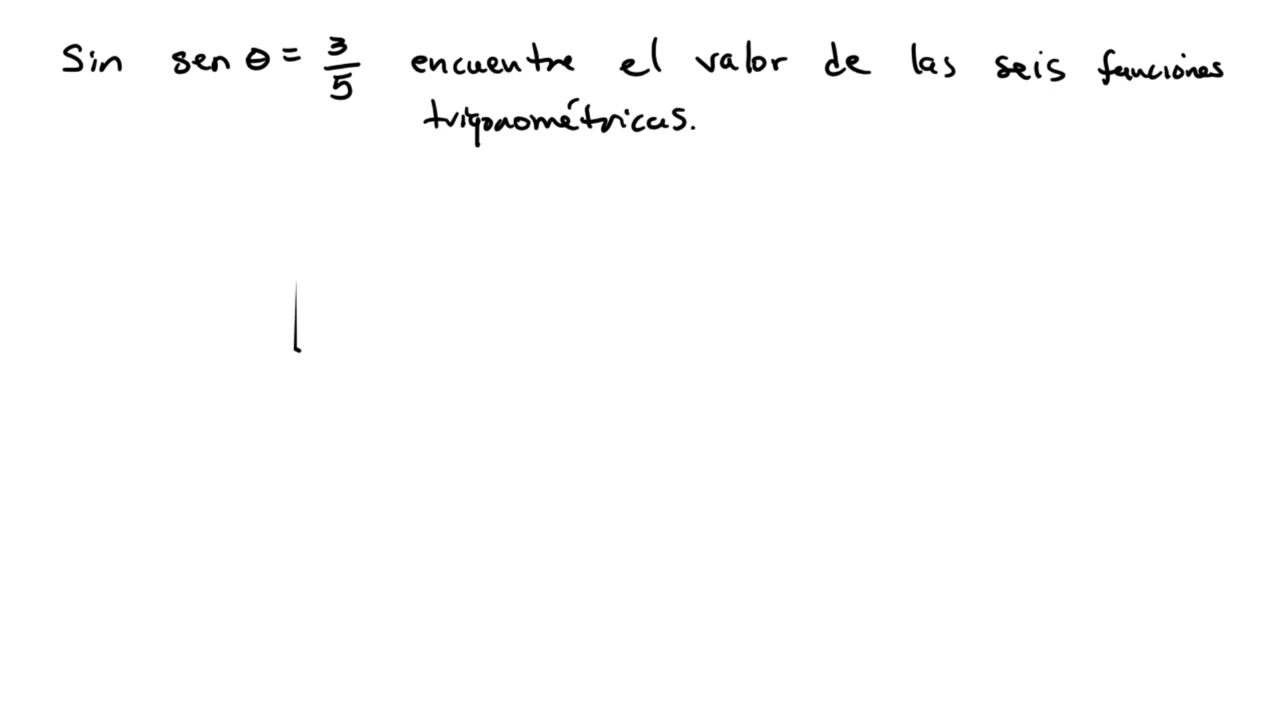 Sin sen θ = 3/5 encuentre el valor de las seis funciones
trigonométricas.